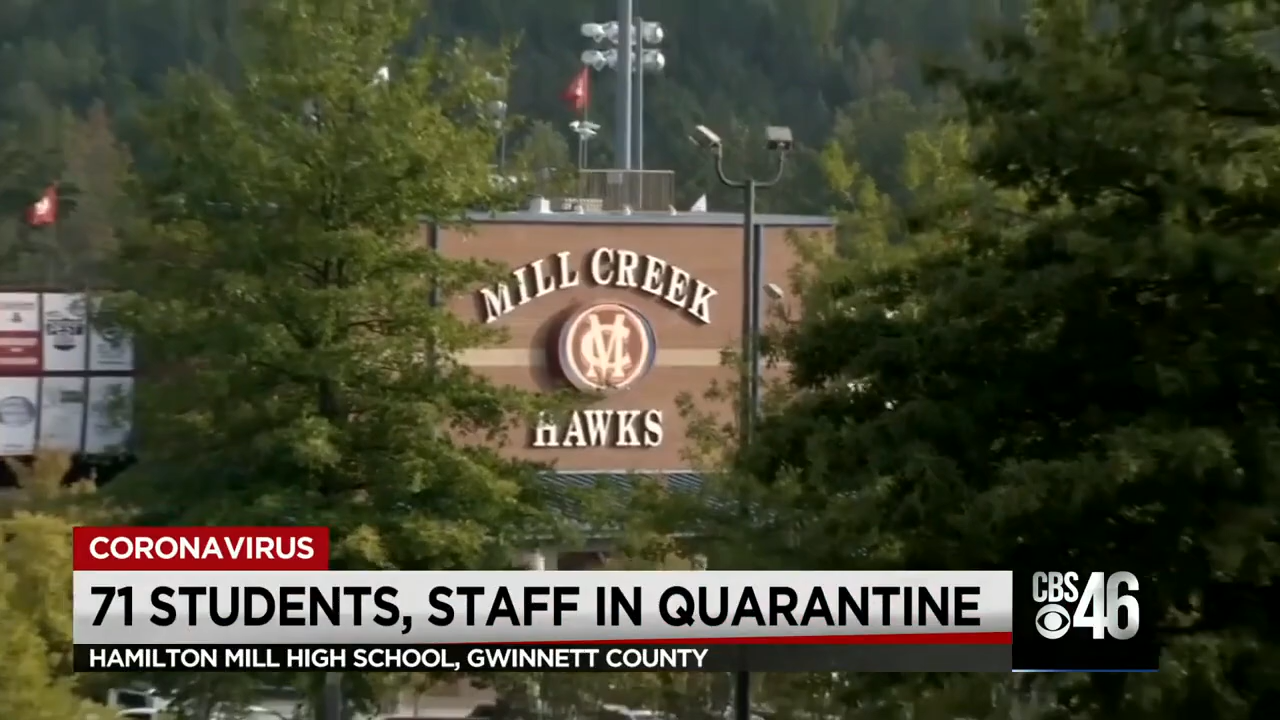 MILL CREEK
MC
HAWKS
CORONAVIRUS
71 STUDENTS, STAFF IN QUARANTINE
HAMILTON MILL HIGH SCHOOL, GWINNETT COUNTY
CBS 46